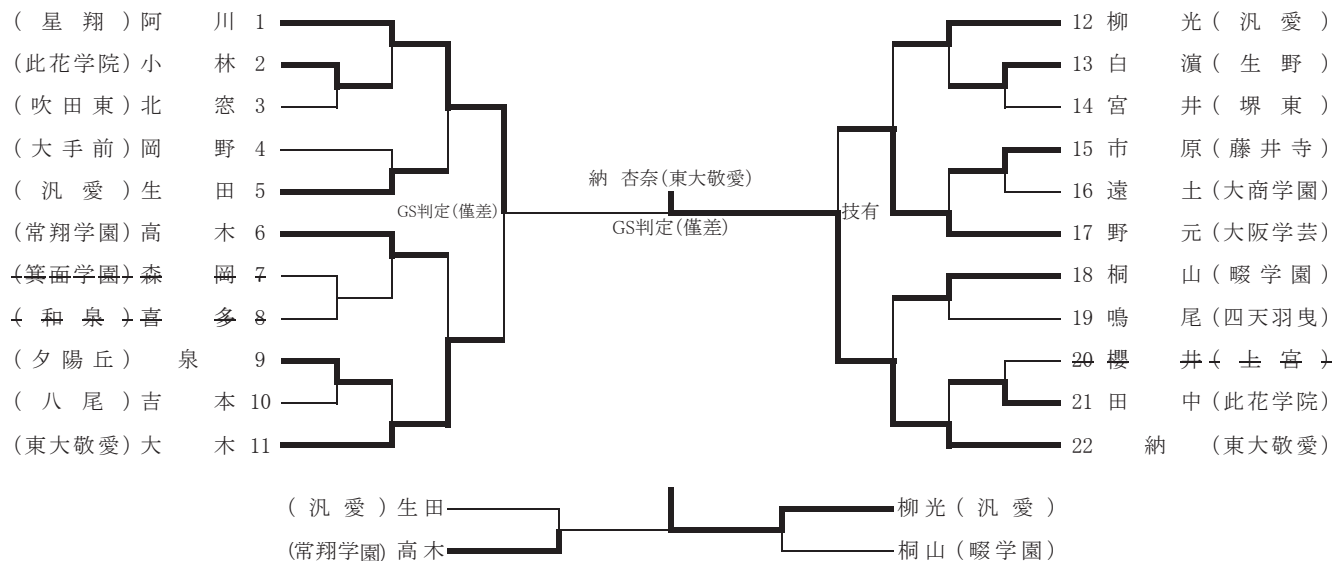 (星翔)阿川 1
(此花学院)小林 2
(吹田東)北窓 3
(大手前)岡野 4
(汎愛)生田 5
(常翔学園)高木 6
(箕面学園)森岡 7
(和泉)喜多 8
(夕陽丘)泉 9
(八尾)吉本 10
(東大敬愛)大木 11
GS判定(僅差)
納 杏奈(東大敬愛)
GS判定(僅差)
技有
12 柳光(汎愛)
13 白濵(生野)
14 宮井(堺東)
15 市原(藤井寺)
16 遠土(大商学園)
17 野元(大阪学芸)
18 桐山(畷学園)
19 鳴尾(四天羽曳)
20 櫻井(上宮)
21 田中(此花学院)
22 納(東大敬愛)
(汎愛)生田
(常翔学園)高木
柳光(汎愛)
桐山(畷学園)